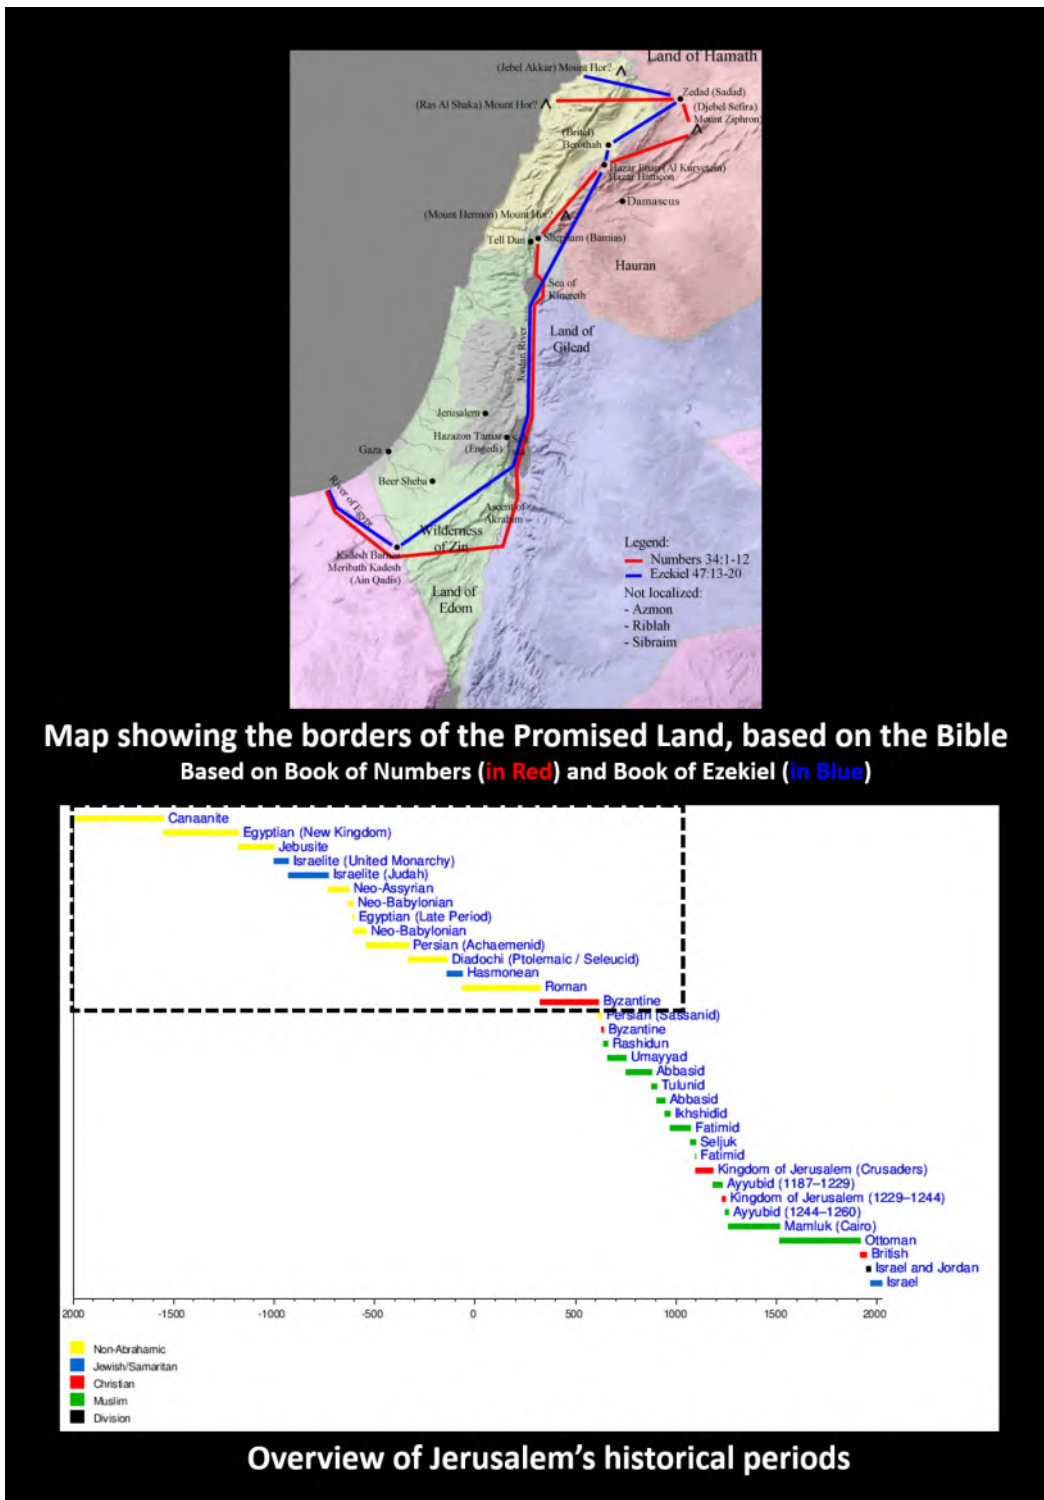 Land of Hamath
(Jebel Akkar) Mount Hor?
Zedad (Sadad)
(Ras Al Shaka) Mount Hor?
(Djebel Sefira)
Mount Ziphron
(Britel)
Berothah
Hazar Enan (Al Kuryetein)
Hazar Hatticon
Damascus
(Mount Hermon) Mount Hor?
Tell Dan
Shepham (Banias)
Hauran
Sea of
Kinereth
Land of
Gilead
Jordan River
Jerusalem
Hazazon Tamar
(Engedi)
Gaza
Beer Sheba
River of Egypt
Ascent of
Akrabim
Wilderness
of Zin
Kadesh Barnea
Meribath Kadesh
(Ain Qadis)
Land of
Edom
Legend:
Numbers 34:1-12
Ezekiel 47:13-20
Not localized:
- Azmon
- Riblah
- Sibraim
Map showing the borders of the Promised Land, based on the Bible
Based on Book of Numbers (in Red) and Book of Ezekiel (in Blue)
Canaanite
Egyptian (New Kingdom)
Jebusite
Israelite (United Monarchy)
Israelite (Judah)
Neo-Assyrian
Neo-Babylonian
Egyptian (Late Period)
Neo-Babylonian
Persian (Achaemenid)
Diadochi (Ptolemaic / Seleucid)
Hasmonean
Roman
Byzantine
Persian (Sassanid)
Byzantine
Rashidun
Umayyad
Abbasid
Tulunid
Abbasid
Ikhshidid
Fatimid
Seljuk
Fatimid
Kingdom of Jerusalem (Crusaders)
Ayyubid (1187–1229)
Kingdom of Jerusalem (1229–1244)
Ayyubid (1244–1260)
Mamluk (Cairo)
Ottoman
British
Israel and Jordan
Israel
2000 -1000 -500 0 500 1000 1500 2000
Non-Abrahamic
Jewish/Samaritan
Christian
Muslim
Division
Overview of Jerusalem's historical periods